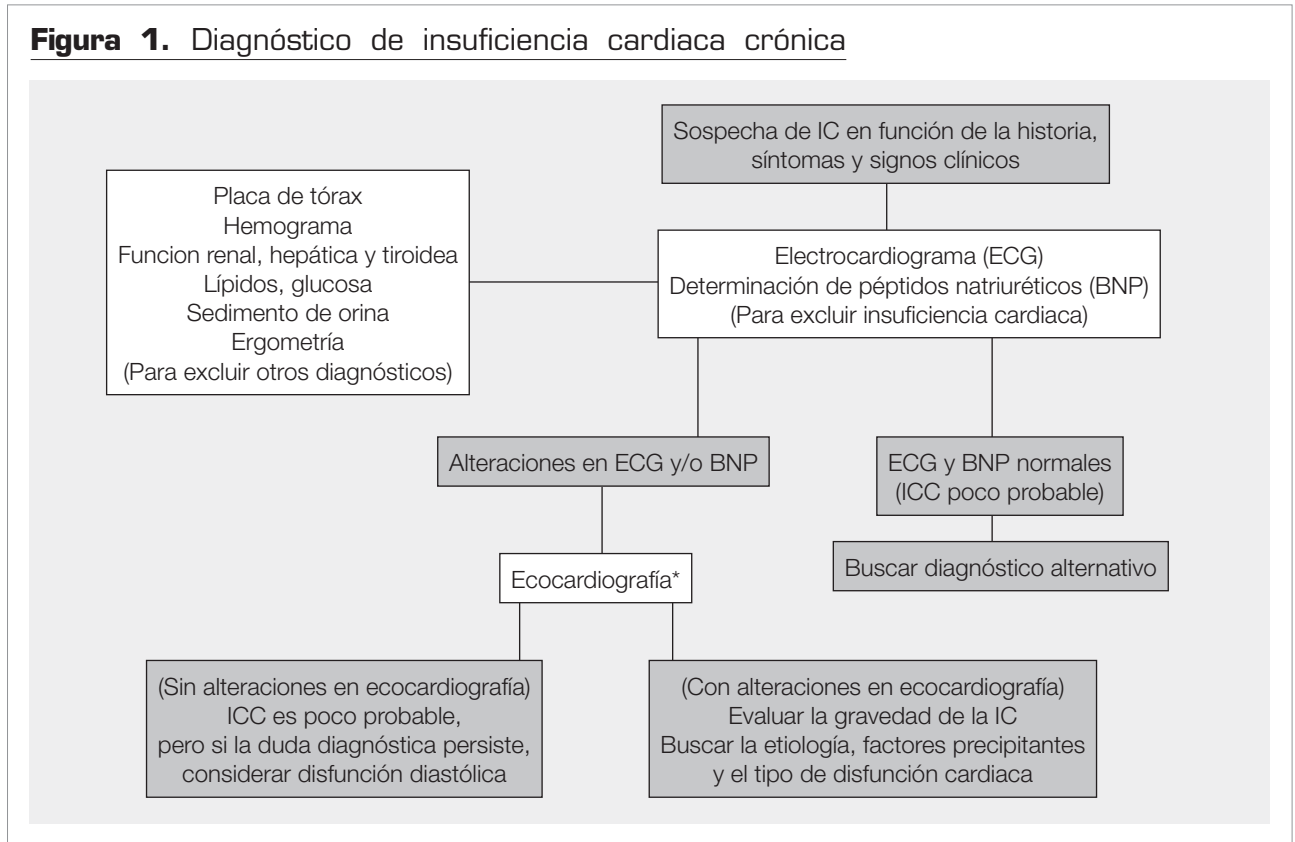 Figura 1. Diagnóstico de insuficiencia cardiaca crónica
Sospecha de IC en función de la historia,
síntomas y signos clínicos
Placa de tórax
Hemograma
Funcion renal, hepática y tiroidea
Lípidos, glucosa
Sedimento de orina
Ergometría
(Para excluir otros diagnósticos)
Electrocardiograma (ECG)
Determinación de péptidos natriuréticos (BNP)
(Para excluir insuficiencia cardiaca)
Alteraciones en ECG y/o BNP
ECG y BNP normales
(ICC poco probable)
Buscar diagnóstico alternativo
Ecocardiografía*
(Sin alteraciones en ecocardiografía)
ICC es poco probable,
pero si la duda diagnóstica persiste,
considerar disfunción diastólica
(Con alteraciones en ecocardiografía)
Evaluar la gravedad de la IC
Buscar la etiología, factores precipitantes
y el tipo de disfunción cardiaca